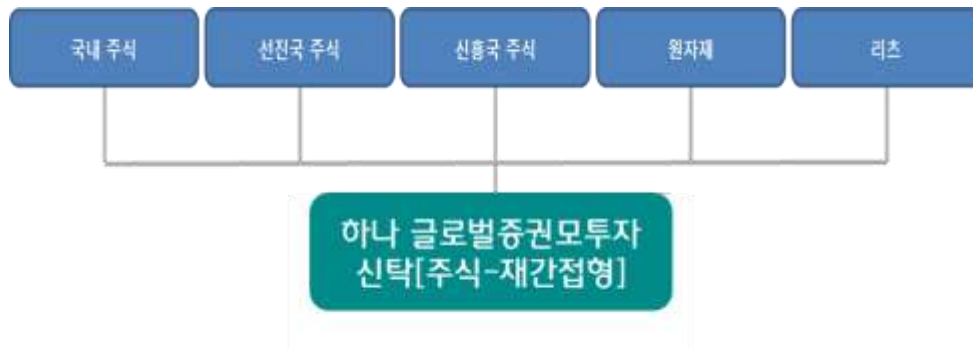 국내 주식
선진국 주식
신흥국 주식
원자재
리츠
하나 글로벌증권모투자
신탁[주식-재간접형]